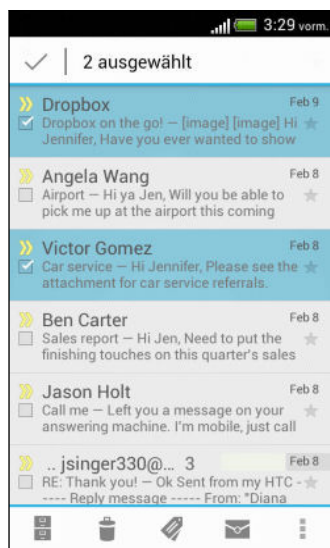 3:29 vorm.
2 ausgewählt
Dropbox Feb 9
Dropbox on the go! – [image] [image] Hi
Jennifer, Have you ever wanted to show
Angela Wang Feb 8
Airport – Hi ya Jen, Will you be able to
pick me up at the airport this coming
Victor Gomez Feb 8
Car service – Hi Jennifer, Please see the
attachment for car service referrals.
Ben Carter Feb 8
Sales report – Hi Jen, Need to put the
finishing touches on this quarter's sales
Jason Holt Feb 8
Call me – Left you a message on your
answering machine. I'm mobile, just call
.. jsinger330@... 3 Feb 8
RE: Thank you! – Ok Sent from my HTC -
---- Reply message ----- From: "Diana